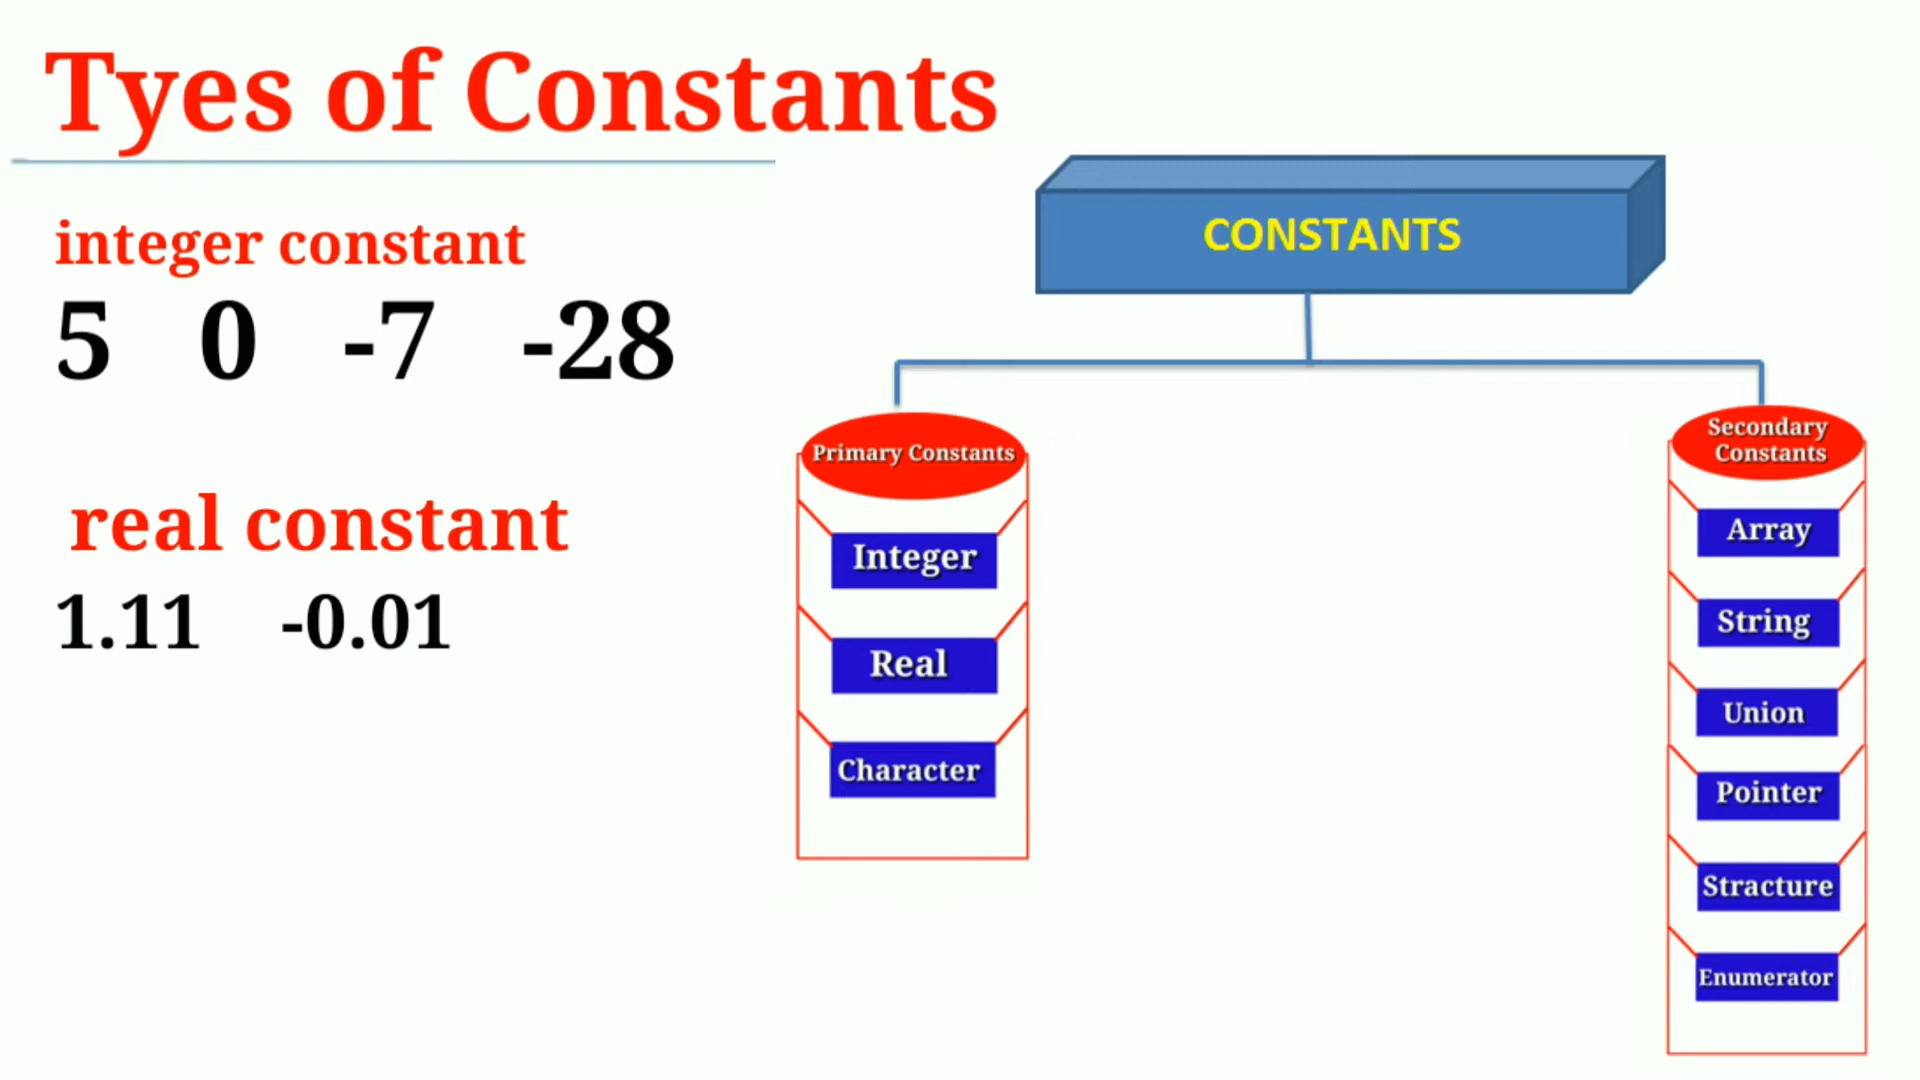 Tyes of Constants
integer constant
5 0 -7 -28
real constant
1.11 -0.01
CONSTANTS
Primary Constants
Integer
Real
Character
Secondary
Constants
Array
String
Union
Pointer
Stracture
Enumerator